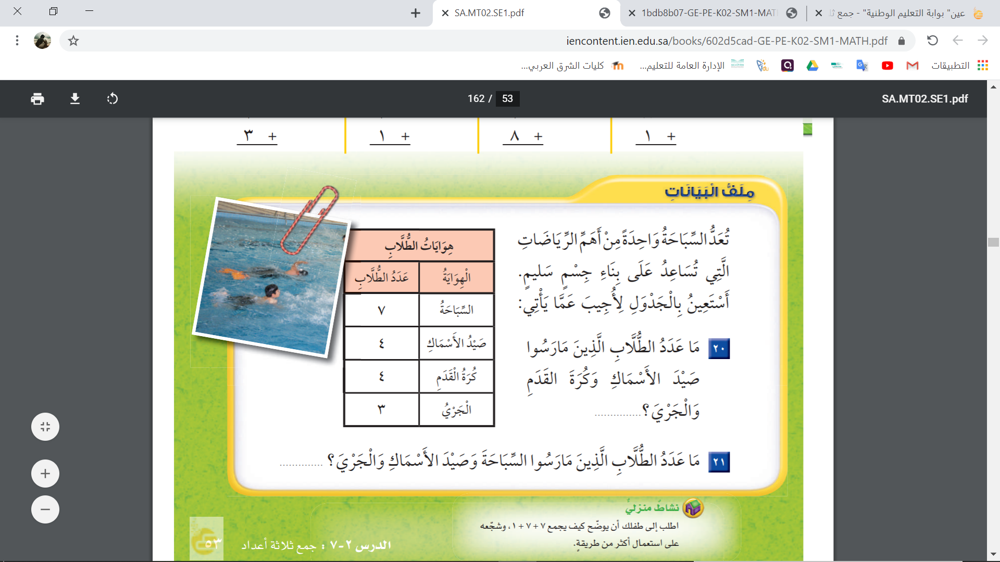 عين" بوابة التعليم الوطنية" - جمع ثل
1bdb8b07-GE-PE-K02-SM1-MAT
SA.MT02.SE1.pdf
iencontent.ien.edu.sa/books/602d5cad-GE-PE-K02-SM1-MATH.pdf
التطبيقات
الإدارة العامة للتعليم...
كليات الشرق العربي...
SA.MT02.SE1.pdf
162 / 53
+ ١
+ ٨
+ ١
+ ٣
مِلَفُّ الْبَيَانَاتِ
تُعَدُّ السِّبَاحَةُ وَاحِدَةً مِنْ أَهَمِّ الرِّيَاضَاتِ
الَّتِي تُسَاعِدُ عَلَى بِنَاءِ جِسْمٍ سَليمٍ.
أَسْتَعِينُ بِالْجَدْوَلِ لِأُجِيبَ عَمَّا يَأْتِي:
هِوَايَاتُ الطُّلَّابِ
الْهِوَايَةُ عَدَدُ الطُّلَّابِ
السِّبَاحَةُ ٧
صَيْدُ الأَسْمَاكِ ٤
كُرَةُ الْقَدَمِ ٤
الْجَرْيُ ٣
٢٠ مَا عَدَدُ الطُّلَّابِ الَّذِينَ مَارَسُوا
صَيْدَ الأَسْمَاكِ وَكُرَةَ القَدَمِ
وَالْجَرْيَ؟ ...............
٢١ مَا عَدَدُ الطُّلَّابِ الَّذِينَ مَارَسُوا السِّبَاحَةَ وَصَيْدَ الأَسْمَاكِ وَالْجَرْيَ؟ ..............
نشاطٌ منزليٌّ
اطلب إلى طفلك أن يوضّح كيف يجمع ٧ + ٧ + ١، وشجّعه
على استعمال أكثر من طريقةٍ.
الدرس ٢-٧ : جمع ثلاثة أعداد
٥٣